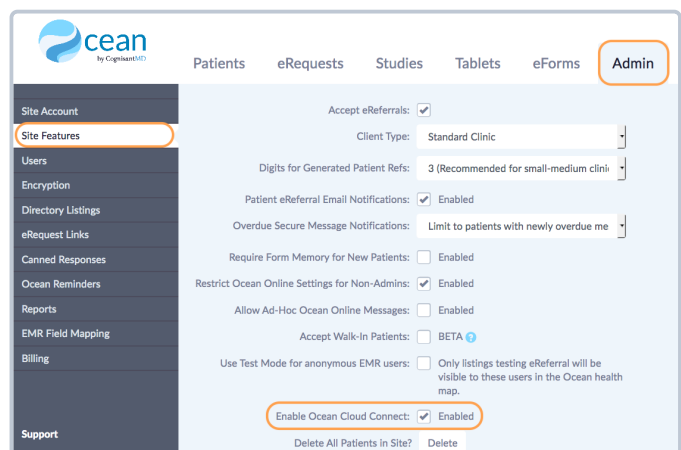 cean
by CognisantMD
Patients eRequests Studies Tablets eForms Admin
Site Account
Site Features
Users
Encryption
Directory Listings
eRequest Links
Canned Responses
Ocean Reminders
Reports
EMR Field Mapping
Billing
Support
Accept eReferrals:
Client Type: Standard Clinic
Digits for Generated Patient Refs: 3 (Recommended for small-medium clini
Patient eReferral Email Notifications: Enabled
Overdue Secure Message Notifications: Limit to patients with newly overdue me
Require Form Memory for New Patients: Enabled
Restrict Ocean Online Settings for Non-Admins: Enabled
Allow Ad-Hoc Ocean Online Messages: Enabled
Accept Walk-In Patients: BETA ?
Use Test Mode for anonymous EMR users: Only listings testing eReferral will be
visible to these users in the Ocean health
map.
Enable Ocean Cloud Connect: Enabled
Delete All Patients in Site? Delete